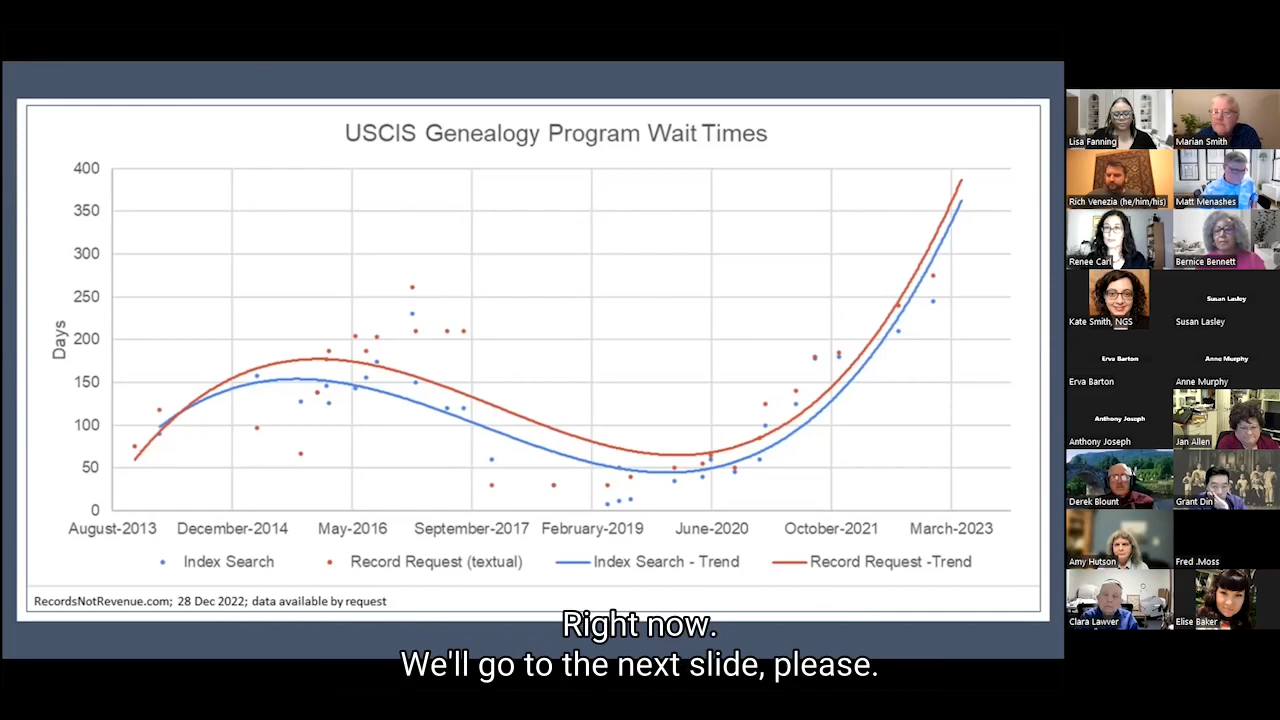 USCIS Genealogy Program Wait Times
400
350
300
250
200
150
100
50
0
Days
August-2013 December-2014 May-2016 September-2017 February-2019 June-2020 October-2021 March-2023
Index Search Record Request (textual) Index Search - Trend Record Request -Trend
RecordsNotRevenue.com; 28 Dec 2022; data available by request
Right now.
We'll go to the next slide, please.
Lisa Fanning Marian Smith
Rich Venezia (he/him/his) Matt Menashes
Renee Carl Bernice Bennett
Susan Lasley
Kate Smith, NGS Susan Lasley
Erva Barton Anne Murphy
Erva Barton Anne Murphy
Anthony Joseph
Anthony Joseph Jan Allen
Derek Blount Grant Din
Amy Hutson Fred .Moss
Clara Lawver Elise Baker